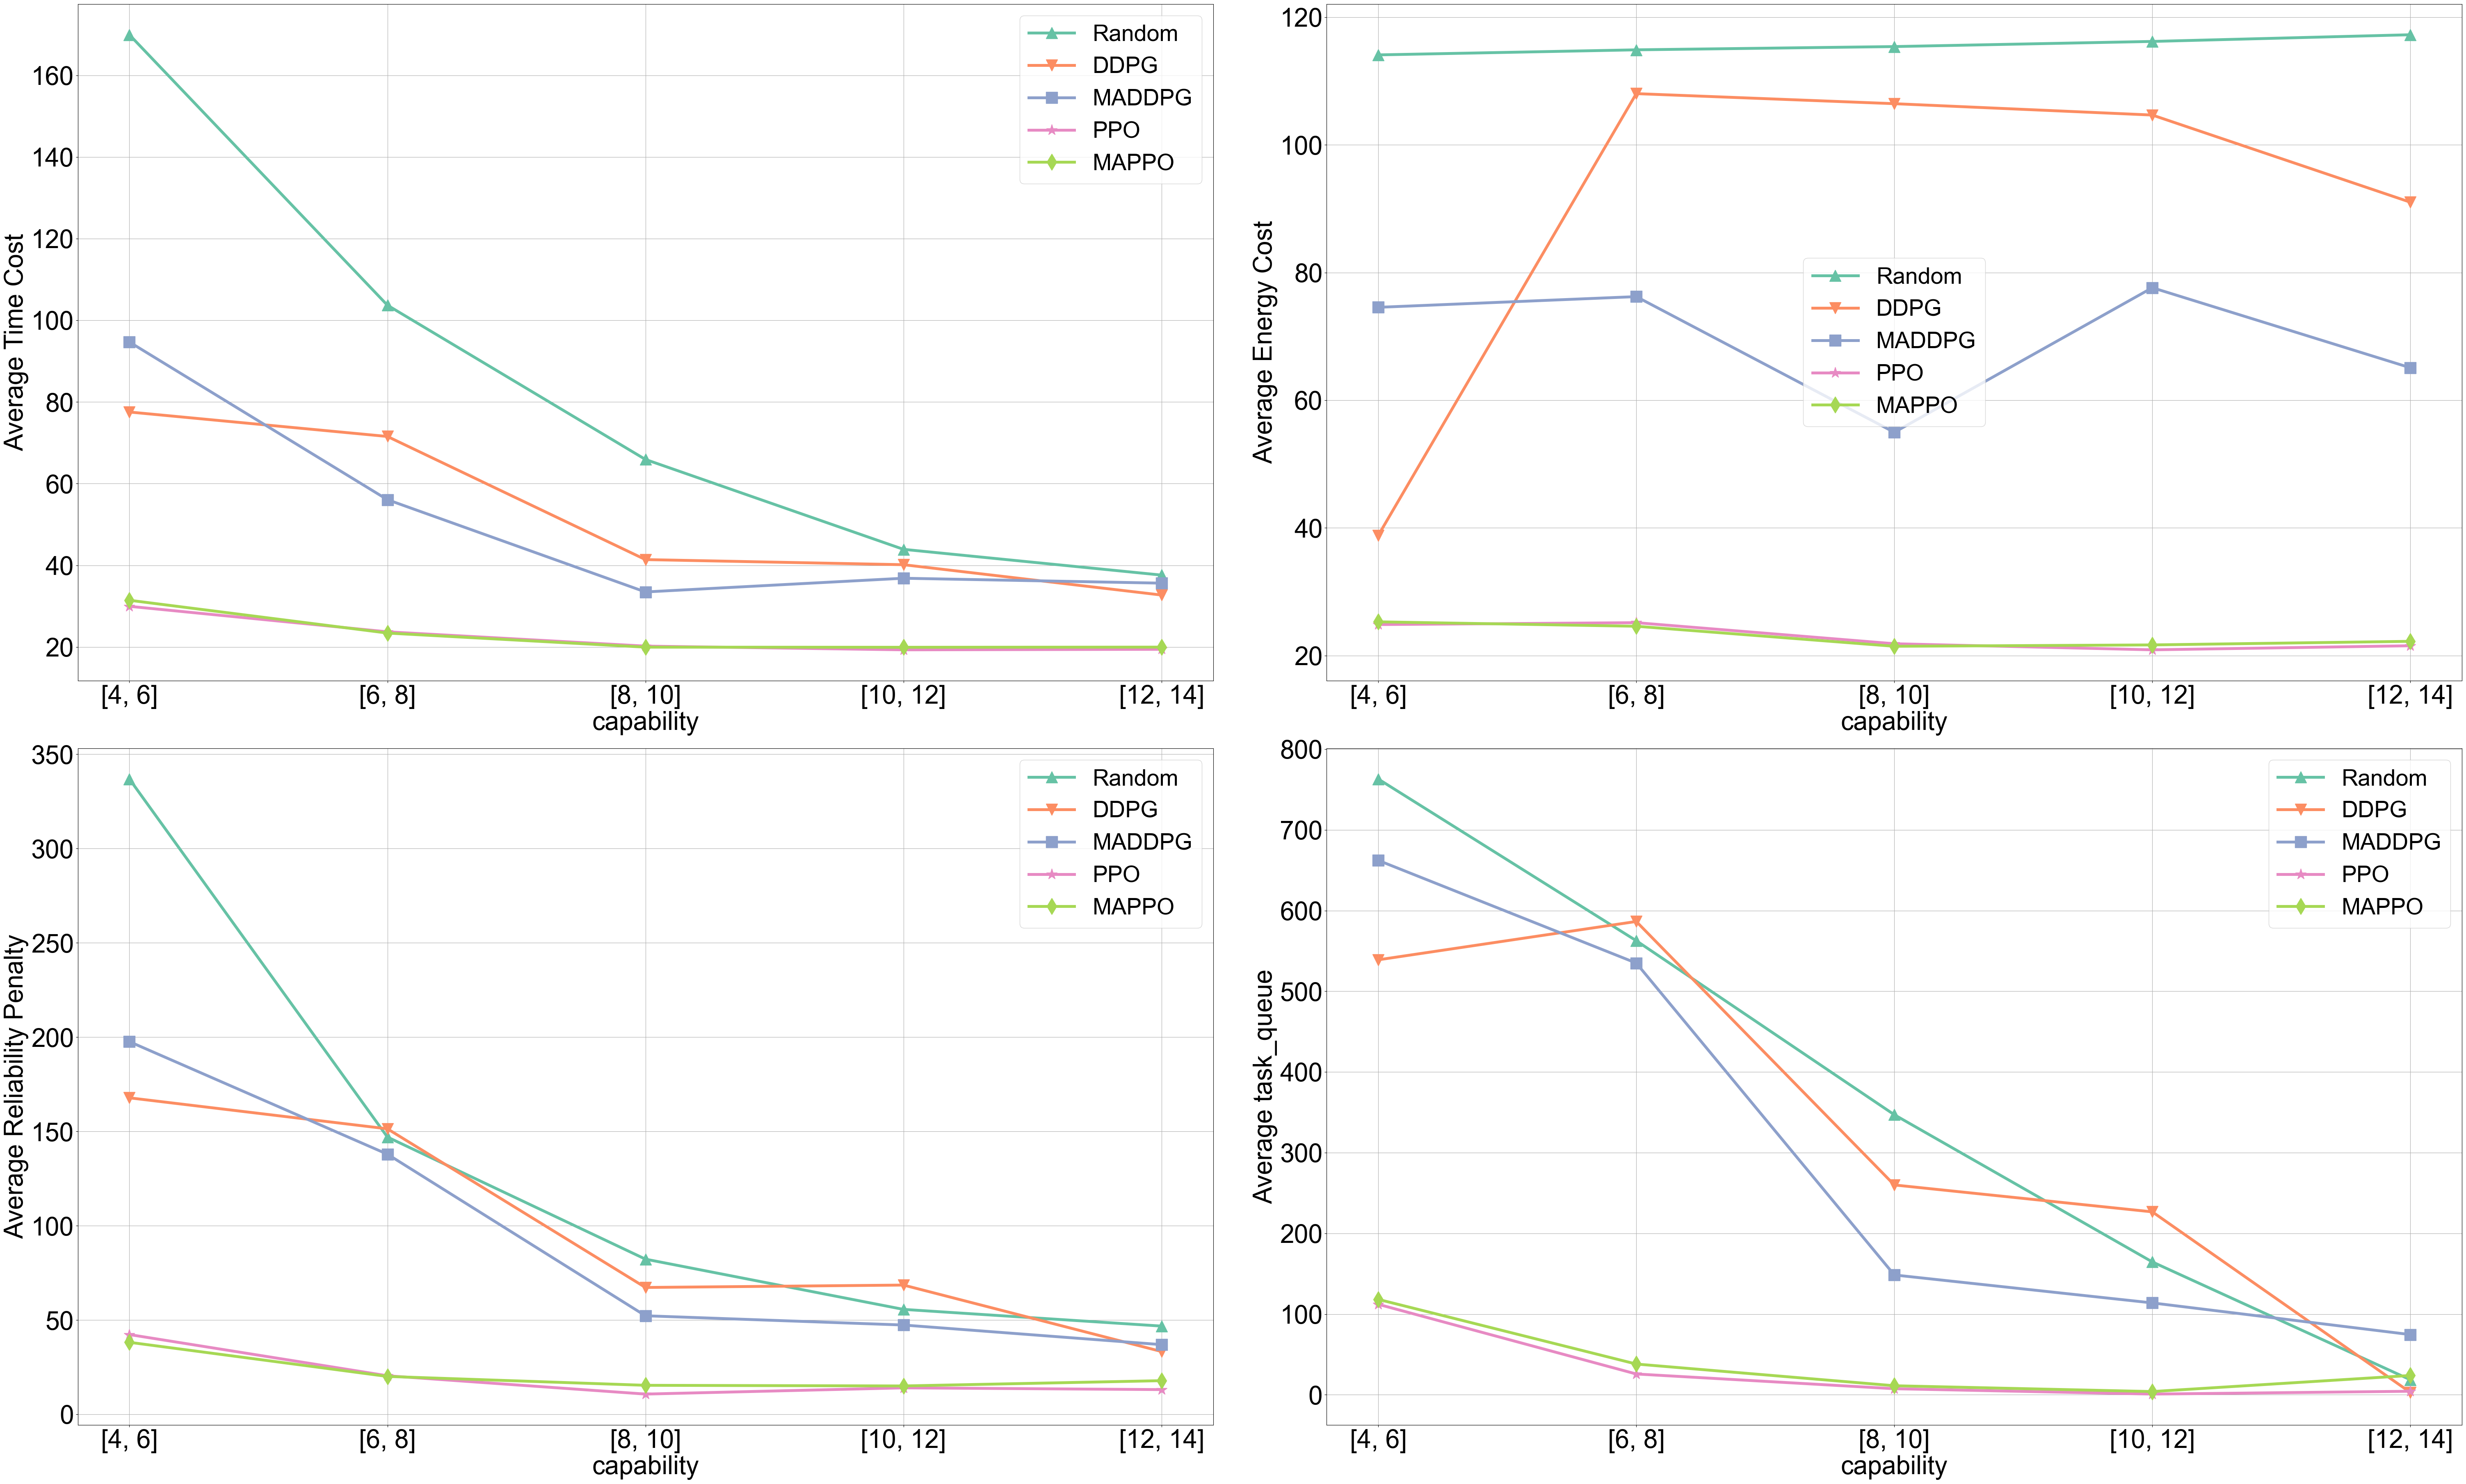 Average Time Cost
160
140
120
100
80
60
40
20
[4, 6] [6, 8] [8, 10] [10, 12] [12, 14]
capability
Random
DDPG
MADDPG
PPO
MAPPO
Average Energy Cost
120
100
80
60
40
20
[4, 6] [6, 8] [8, 10] [10, 12] [12, 14]
capability
Random
DDPG
MADDPG
PPO
MAPPO
Average Reliability Penalty
350
300
250
200
150
100
50
0
[4, 6] [6, 8] [8, 10] [10, 12] [12, 14]
capability
Random
DDPG
MADDPG
PPO
MAPPO
Average task_queue
800
700
600
500
400
300
200
100
0
[4, 6] [6, 8] [8, 10] [10, 12] [12, 14]
capability
Random
DDPG
MADDPG
PPO
MAPPO